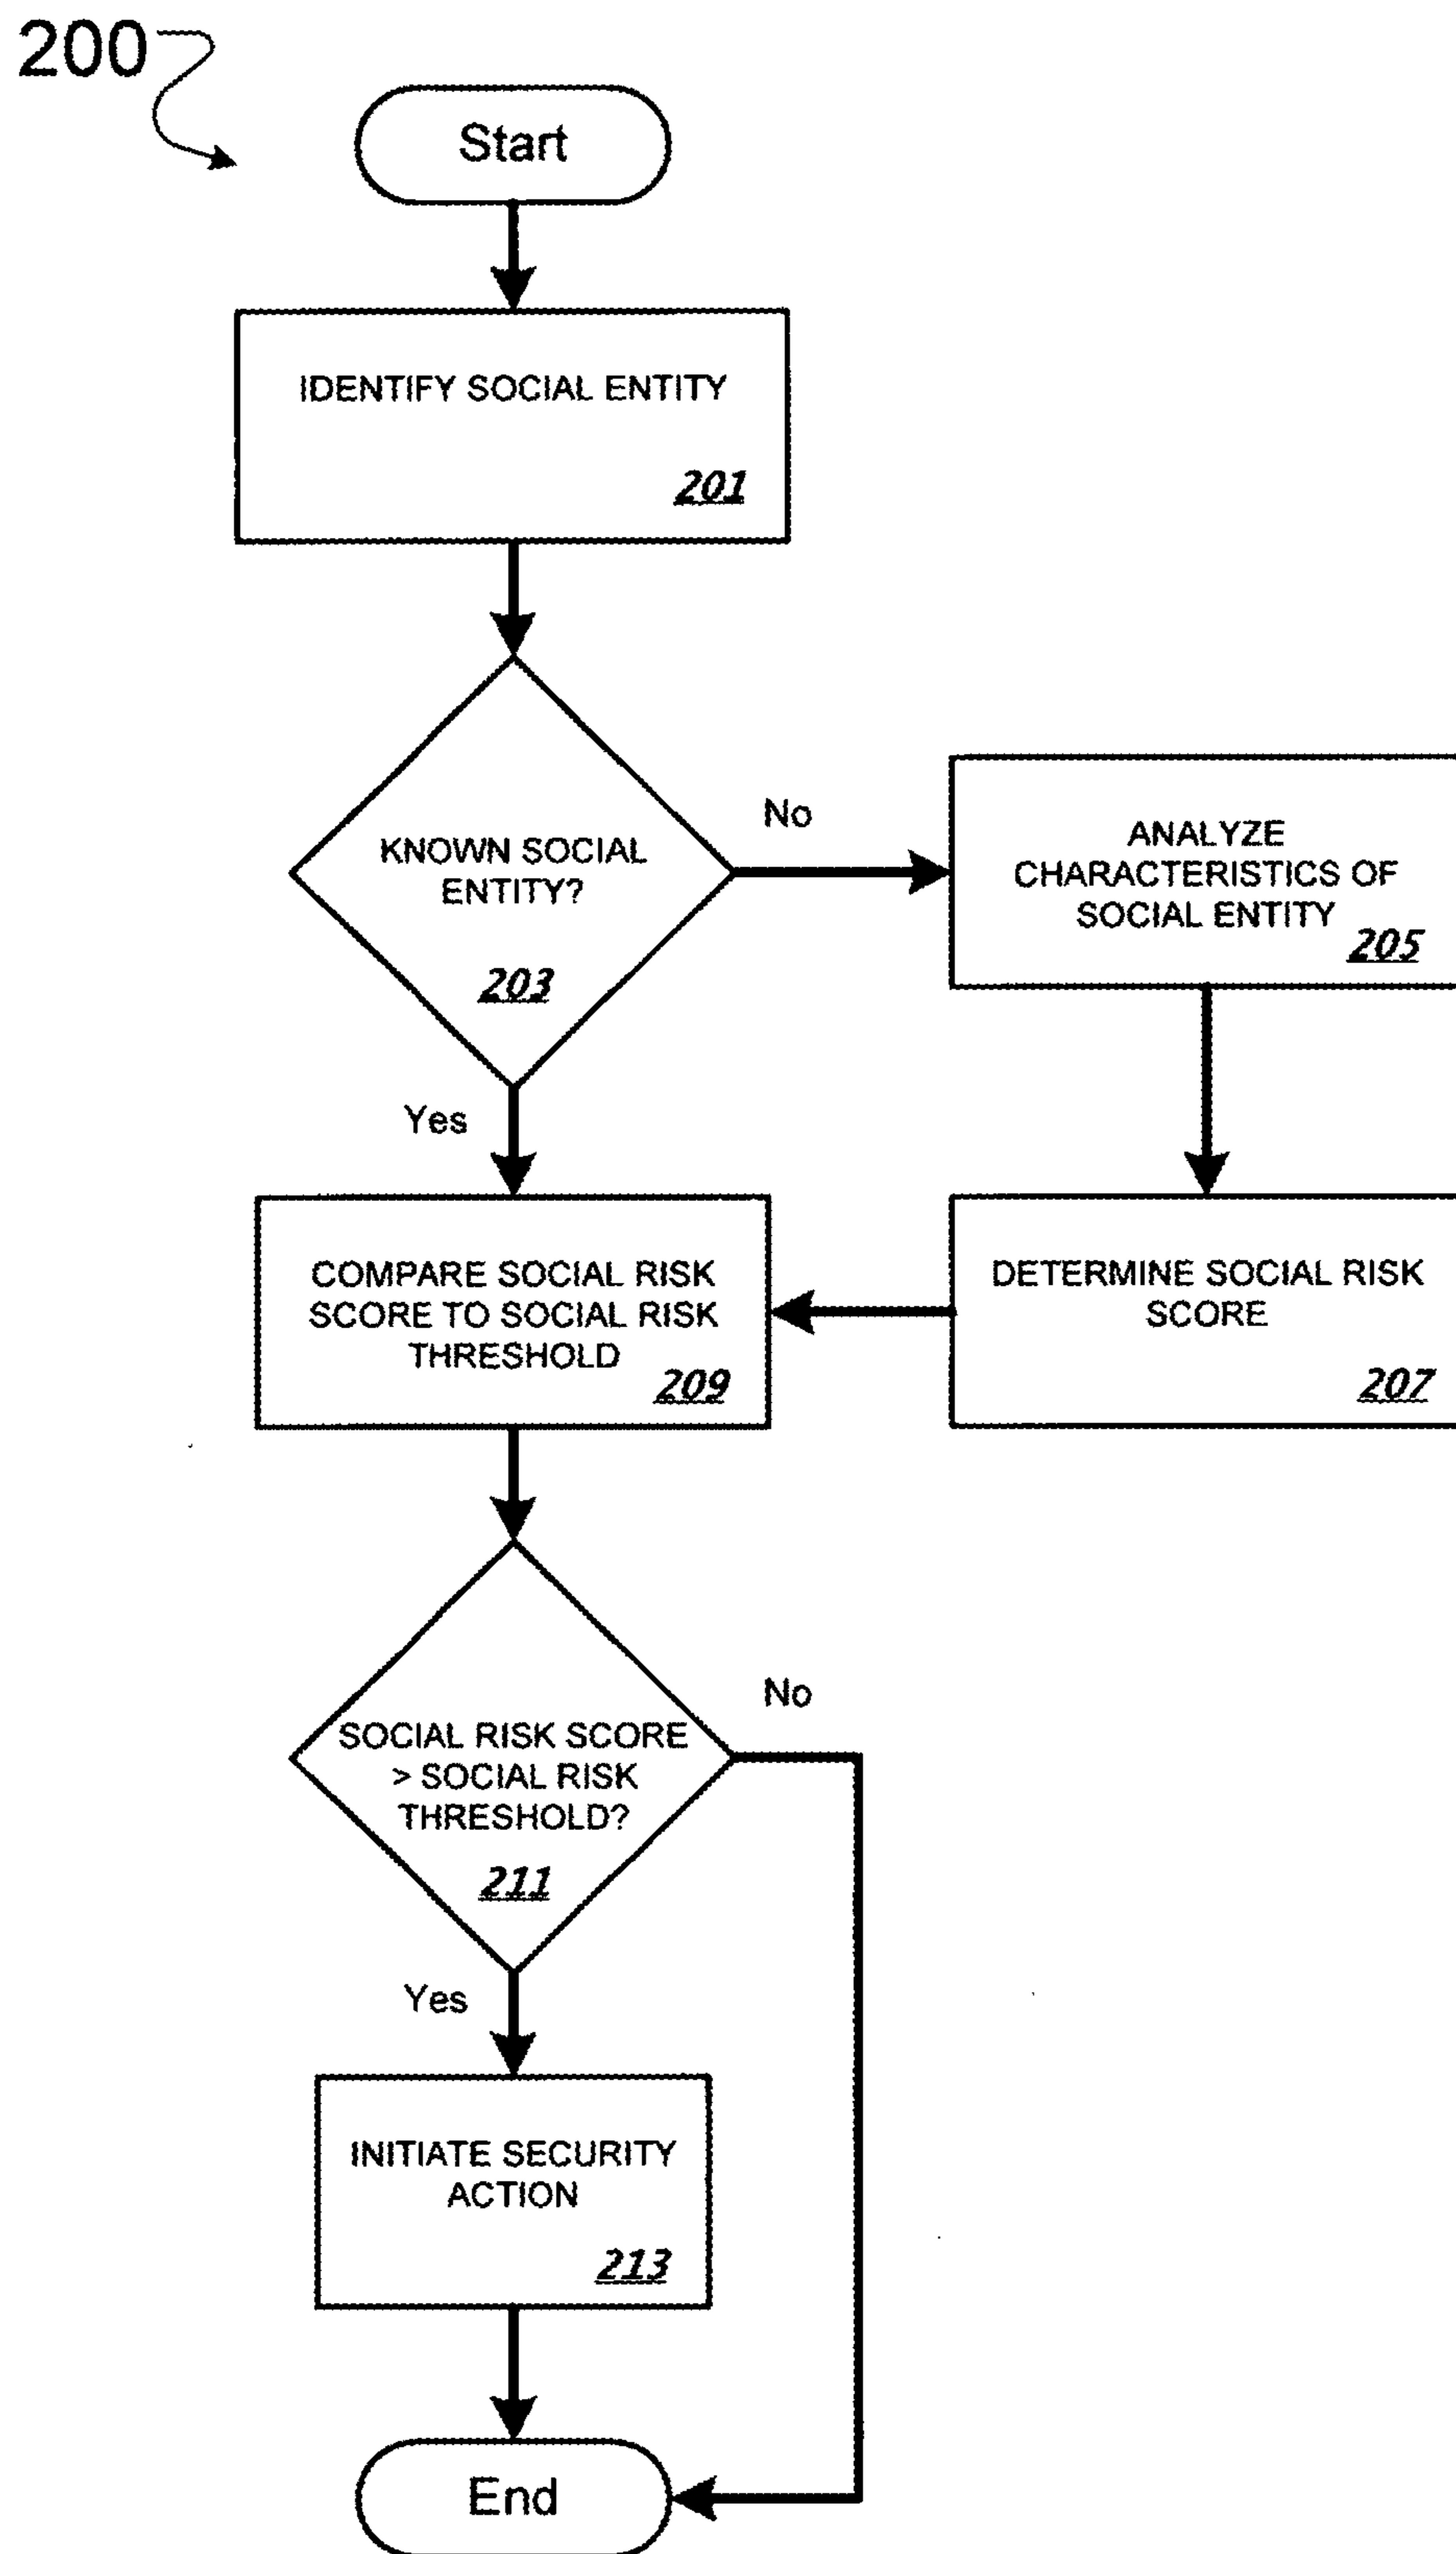 200
Start
IDENTIFY SOCIAL ENTITY
201
KNOWN SOCIAL
ENTITY?
203
No
Yes
ANALYZE
CHARACTERISTICS OF
SOCIAL ENTITY
205
DETERMINE SOCIAL RISK
SCORE
207
COMPARE SOCIAL RISK
SCORE TO SOCIAL RISK
THRESHOLD
209
SOCIAL RISK SCORE
> SOCIAL RISK
THRESHOLD?
211
No
Yes
INITIATE SECURITY
ACTION
213
End